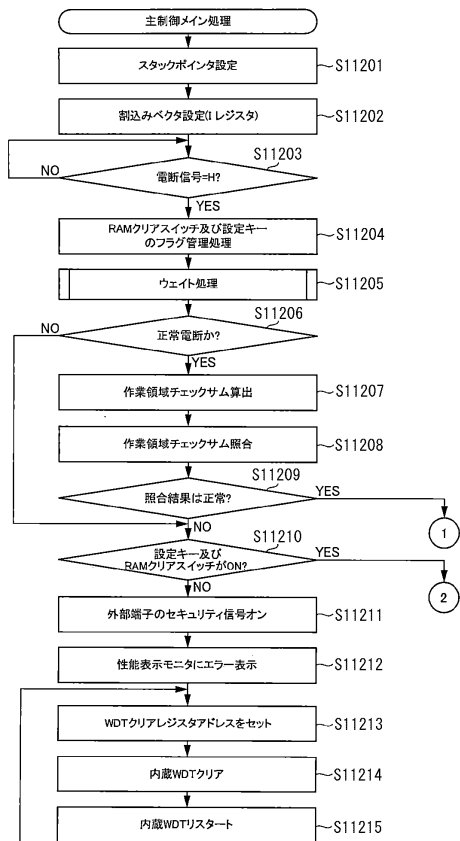 主制御メイン処理
スタックポインタ設定
S11201
割込みベクタ設定(I レジスタ)
S11202
S11203
NO
電断信号=H?
YES
RAMクリアスイッチ及び設定キー
のフラグ管理処理
S11204
ウェイト処理
S11205
S11206
NO
正常電断か?
YES
作業領域チェックサム算出
S11207
作業領域チェックサム照合
S11208
S11209
照合結果は正常?
YES
1
NO
S11210
設定キー及び
RAMクリアスイッチがON?
YES
2
NO
外部端子のセキュリティ信号オン
S11211
性能表示モニタにエラー表示
S11212
WDTクリアレジスタアドレスをセット
S11213
内蔵WDTクリア
S11214
内蔵WDTリスタート
S11215